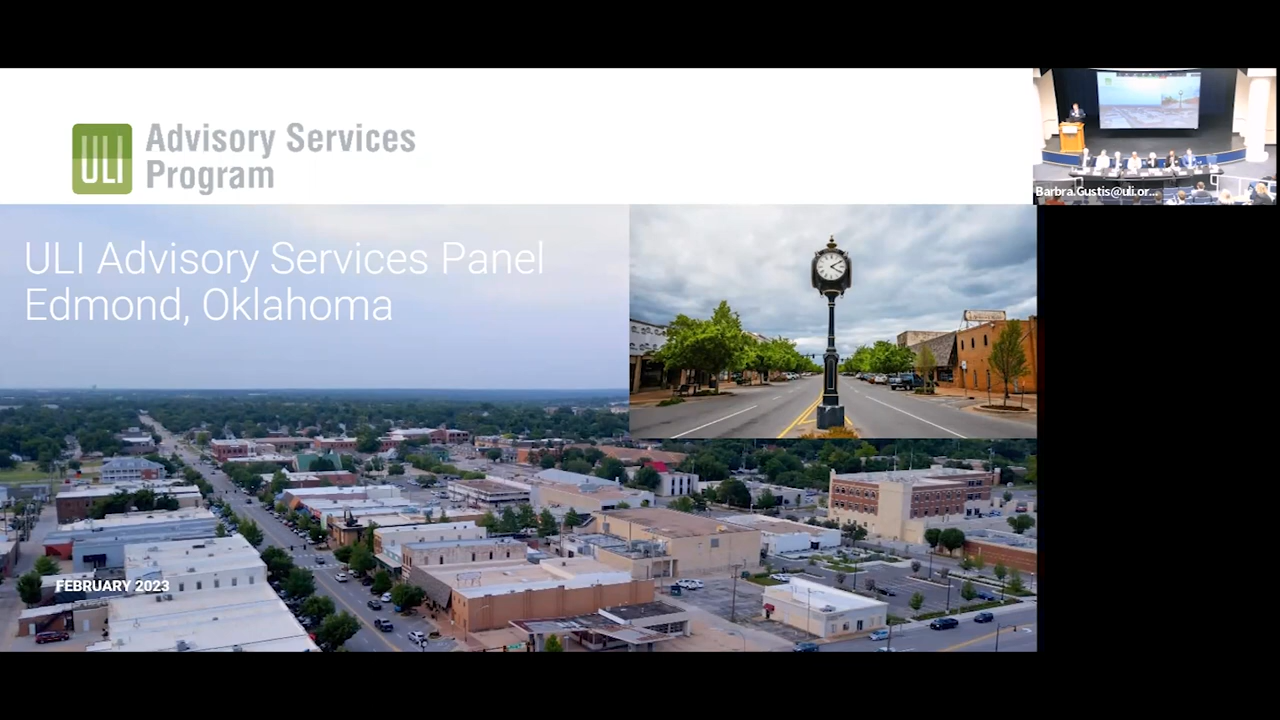 ULI
Advisory Services
Program
Barbra.Gustis@uli.or...
ULI Advisory Services Panel
Edmond, Oklahoma
FEBRUARY 2023